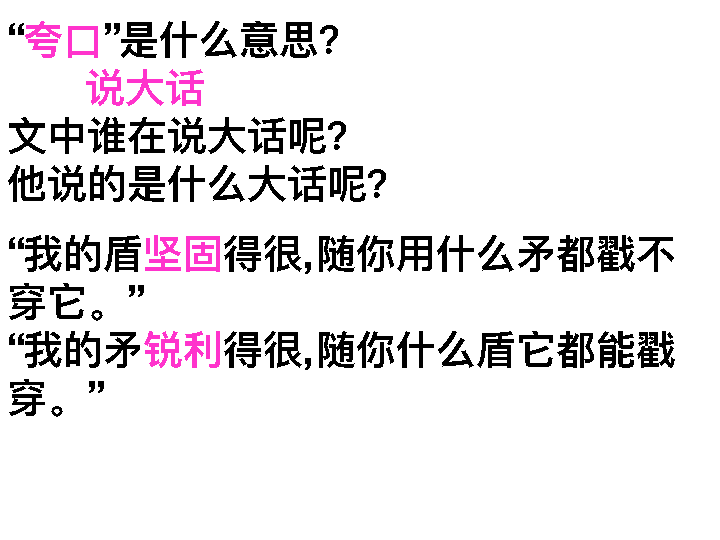 “夸口”是什么意思?
说大话
文中谁在说大话呢?
他说的是什么大话呢?
“我的盾坚固得很,随你用什么矛都戳不
穿它。”
“我的矛锐利得很,随你什么盾它都能戳
穿。”